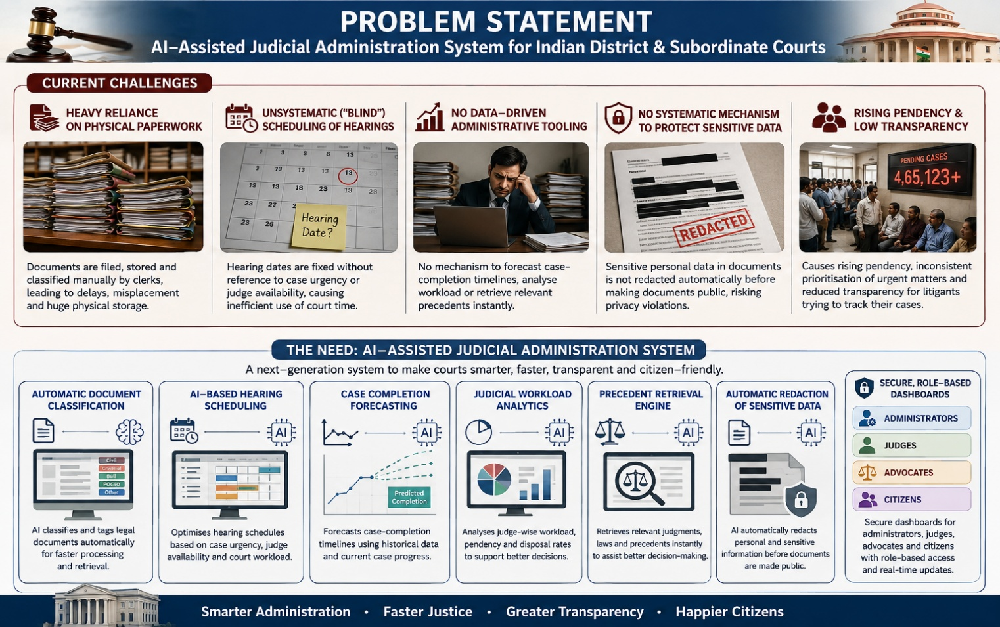 PROBLEM STATEMENT
AI–Assisted Judicial Administration System for Indian District & Subordinate Courts
CURRENT CHALLENGES
HEAVY RELIANCE
ON PHYSICAL PAPERWORK
Documents are filed, stored and
classified manually by clerks,
leading to delays, misplacement
and huge physical storage.
UNSYSTEMATIC (“BLIND”)
SCHEDULING OF HEARINGS
Hearing
Date?
Hearing dates are fixed without
reference to case urgency or
judge availability, causing
inefficient use of court time.
NO DATA–DRIVEN
ADMINISTRATIVE TOOLING
No mechanism to forecast case–
completion timelines, analyse
workload or retrieve relevant
precedents instantly.
NO SYSTEMATIC MECHANISM
TO PROTECT SENSITIVE DATA
REDACTED
Sensitive personal data in documents
is not redacted automatically before
making documents public, risking
privacy violations.
RISING PENDENCY &
LOW TRANSPARENCY
PENDING CASES
4,65,123+
Causes rising pendency, inconsistent
prioritisation of urgent matters and
reduced transparency for litigants
trying to track their cases.
THE NEED: AI–ASSISTED JUDICIAL ADMINISTRATION SYSTEM
A next–generation system to make courts smarter, faster, transparent and citizen–friendly.
AUTOMATIC DOCUMENT
CLASSIFICATION
Civil
Criminal
POCSO
Other
AI classifies and tags legal
documents automatically
for faster processing
and retrieval.
AI–BASED HEARING
SCHEDULING
AI
Optimises hearing schedules
based on case urgency, judge
availability and court workload.
CASE COMPLETION
FORECASTING
AI
Predicted
Completion
Forecasts case–completion
timelines using historical data
and current case progress.
JUDICIAL WORKLOAD
ANALYTICS
AI
Analyses judge–wise workload,
pendency and disposal rates
to support better decisions.
PRECEDENT RETRIEVAL
ENGINE
AI
Retrieves relevant judgments,
laws and precedents instantly
to assist better decision–making.
AUTOMATIC REDACTION
OF SENSITIVE DATA
AI
AI automatically redacts
personal and sensitive
information before documents
are made public.
SECURE, ROLE–BASED
DASHBOARDS
ADMINISTRATORS
JUDGES
ADVOCATES
CITIZENS
Secure dashboards for
administrators, judges,
advocates and citizens
with role–based access
and real–time updates.
Smarter Administration • Faster Justice • Greater Transparency • Happier Citizens